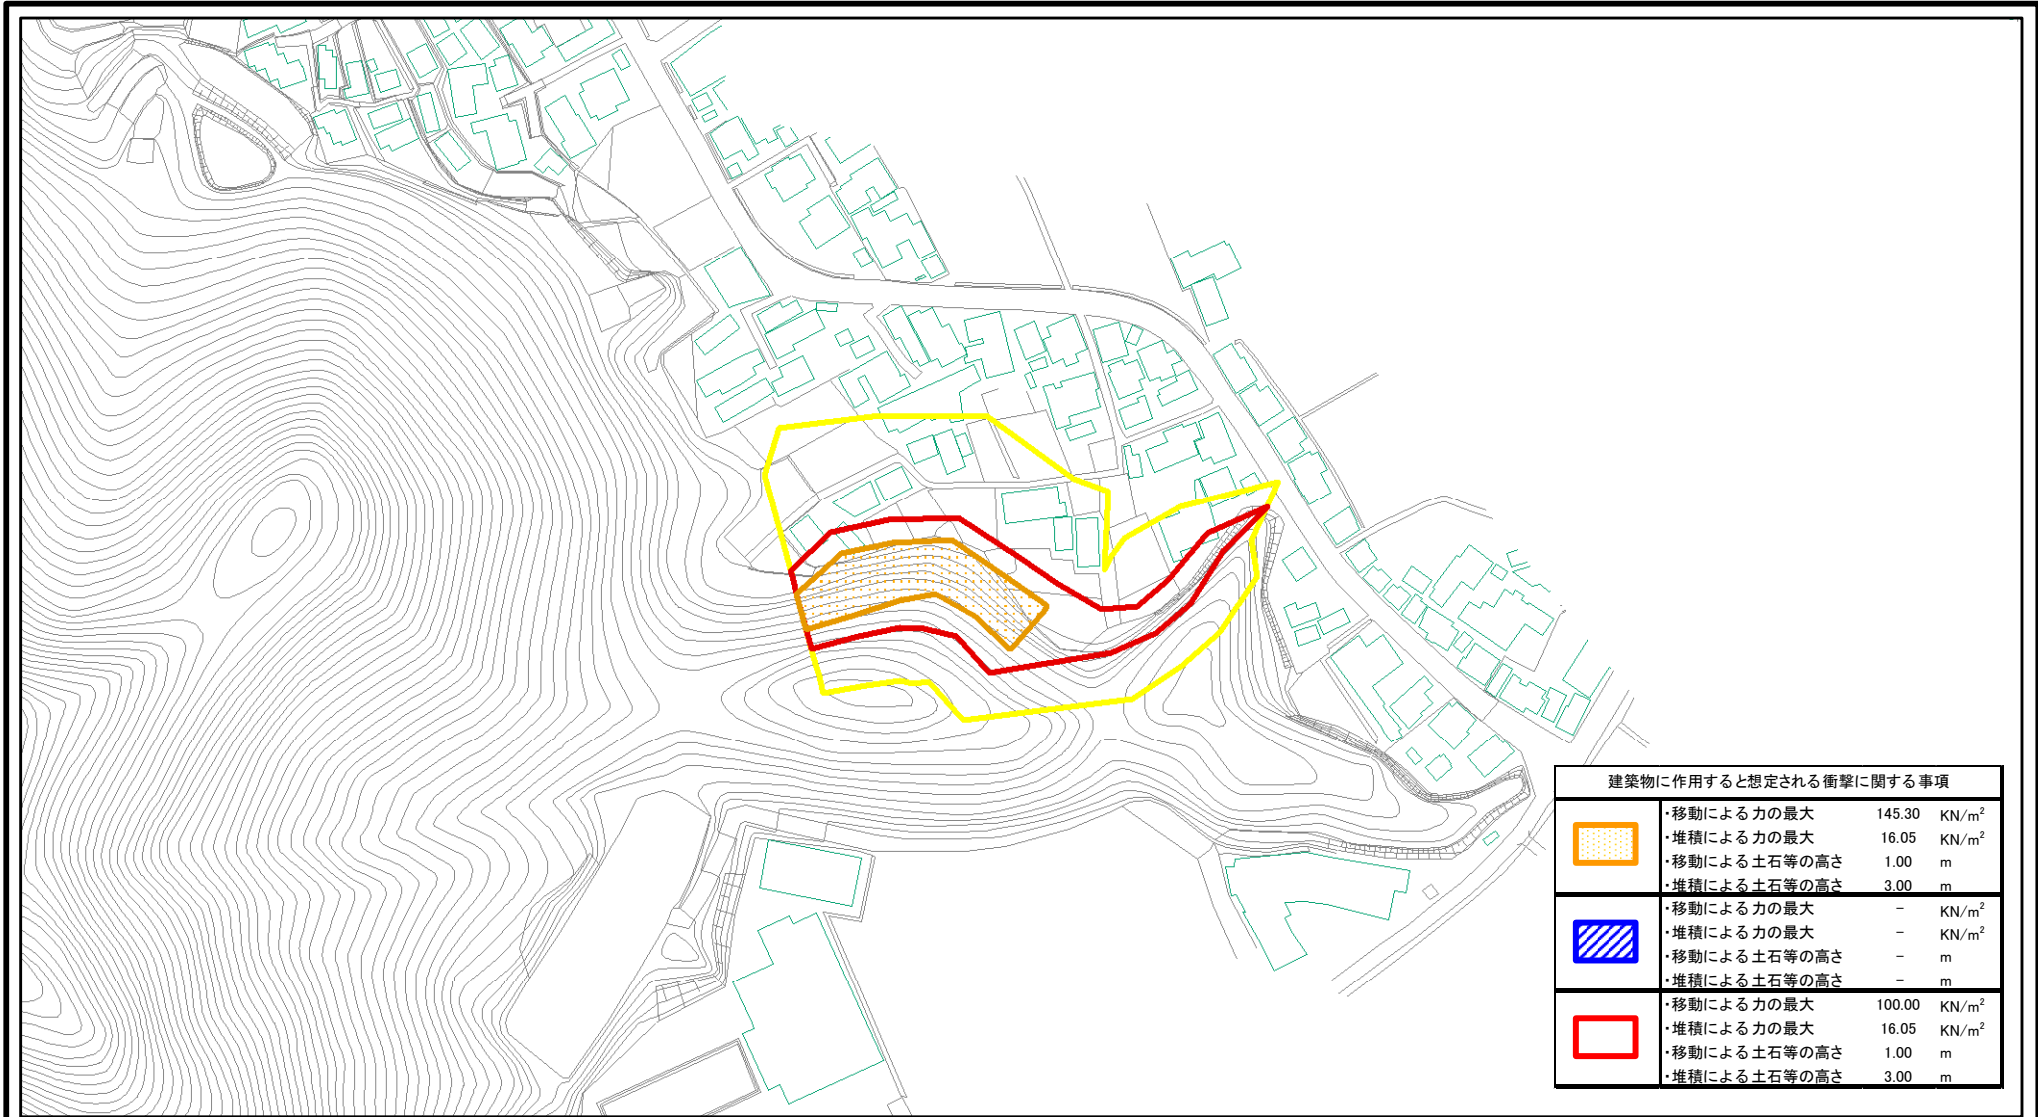 建築物に作用すると想定される衝撃に関する事項
・移動による力の最大 145.30 KN/m²
・堆積による力の最大 16.05 KN/m²
・移動による土石等の高さ 1.00 m
・堆積による土石等の高さ 3.00 m
・移動による力の最大 － KN/m²
・堆積による力の最大 － KN/m²
・移動による土石等の高さ － m
・堆積による土石等の高さ － m
・移動による力の最大 100.00 KN/m²
・堆積による力の最大 16.05 KN/m²
・移動による土石等の高さ 1.00 m
・堆積による土石等の高さ 3.00 m